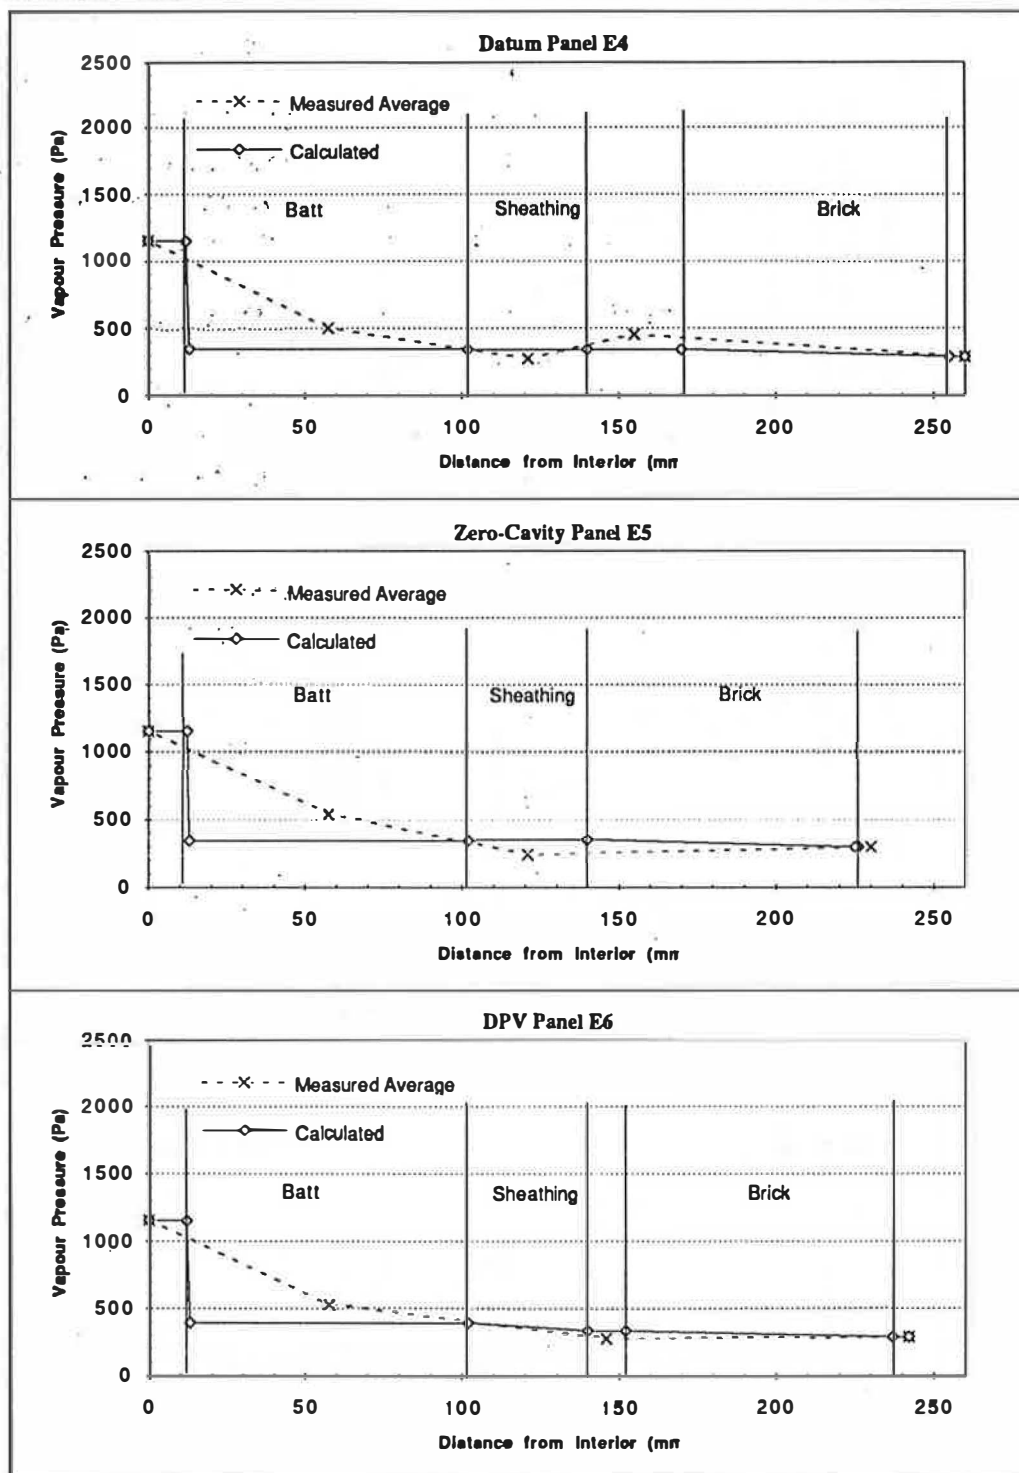 Datum Panel E4
2500
2000
1500
1000
500
0
Vapour Pressure (Pa)
Measured Average
Calculated
Batt
Sheathing
Brick
0 50 100 150 200 250
Distance from Interior (mm
Zero-Cavity Panel E5
2500
2000
1500
1000
500
0
Vapour Pressure (Pa)
Measured Average
Calculated
Batt
Sheathing
Brick
0 50 100 150 200 250
Distance from Interior (mm
DPV Panel E6
2500
2000
1500
1000
500
0
Vapour Pressure (Pa)
Measured Average
Calculated
Batt
Sheathing
Brick
0 50 100 150 200 250
Distance from Interior (mm